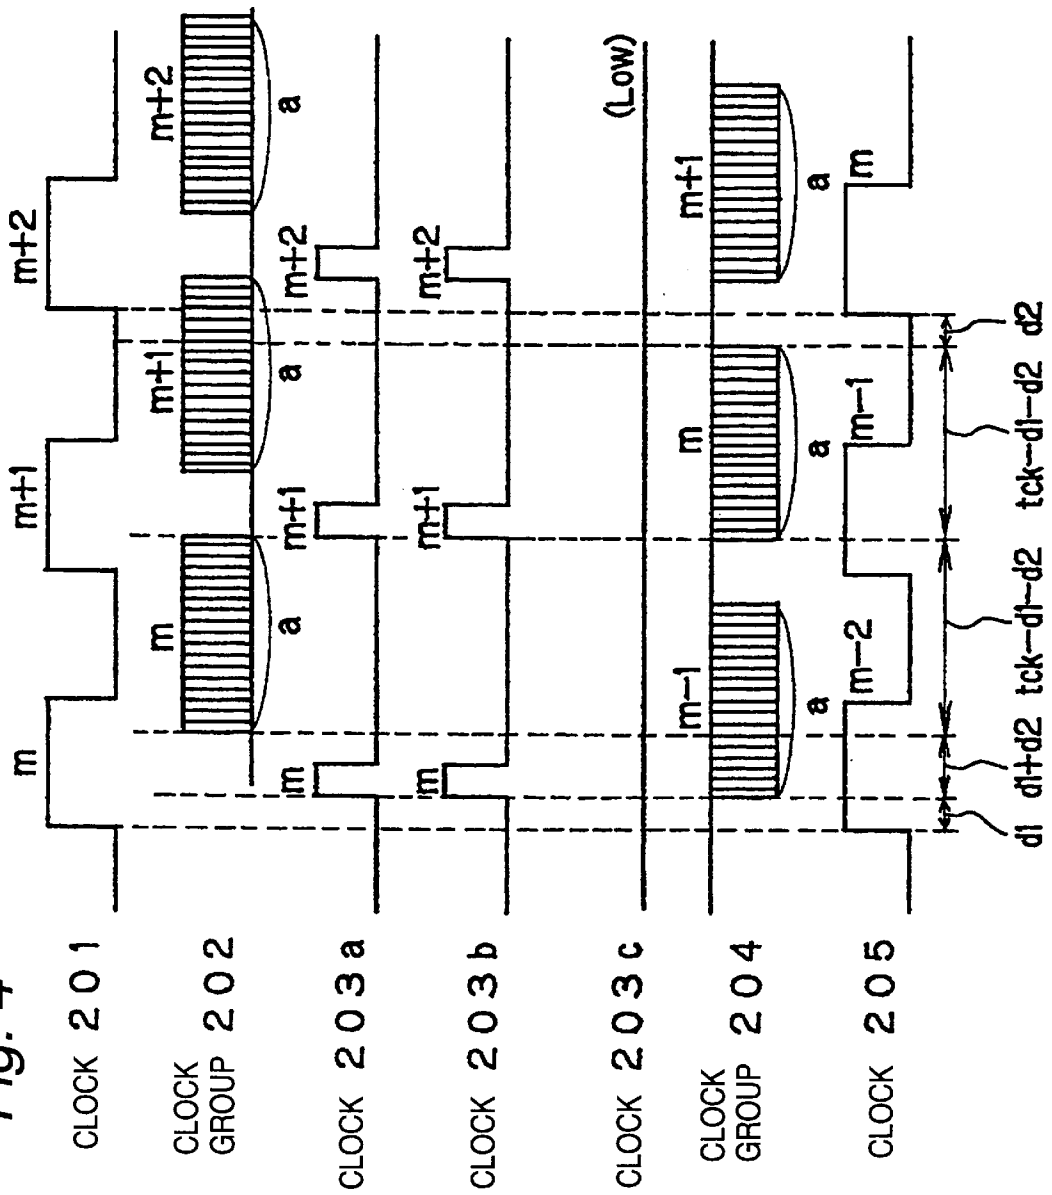 Fig. 4
CLOCK 201
m
m+1
m+2
CLOCK
GROUP 202
m
m+1
m+2
a
a
a
CLOCK 203a
m
m+1
m+2
CLOCK 203b
m
m+1
m+2
CLOCK 203c
(Low)
CLOCK
GROUP 204
m-1
m
m+1
a
a
a
CLOCK 205
m-2
m-1
m
d1
d1+d2
tck-d1-d2
tck-d1-d2
d2